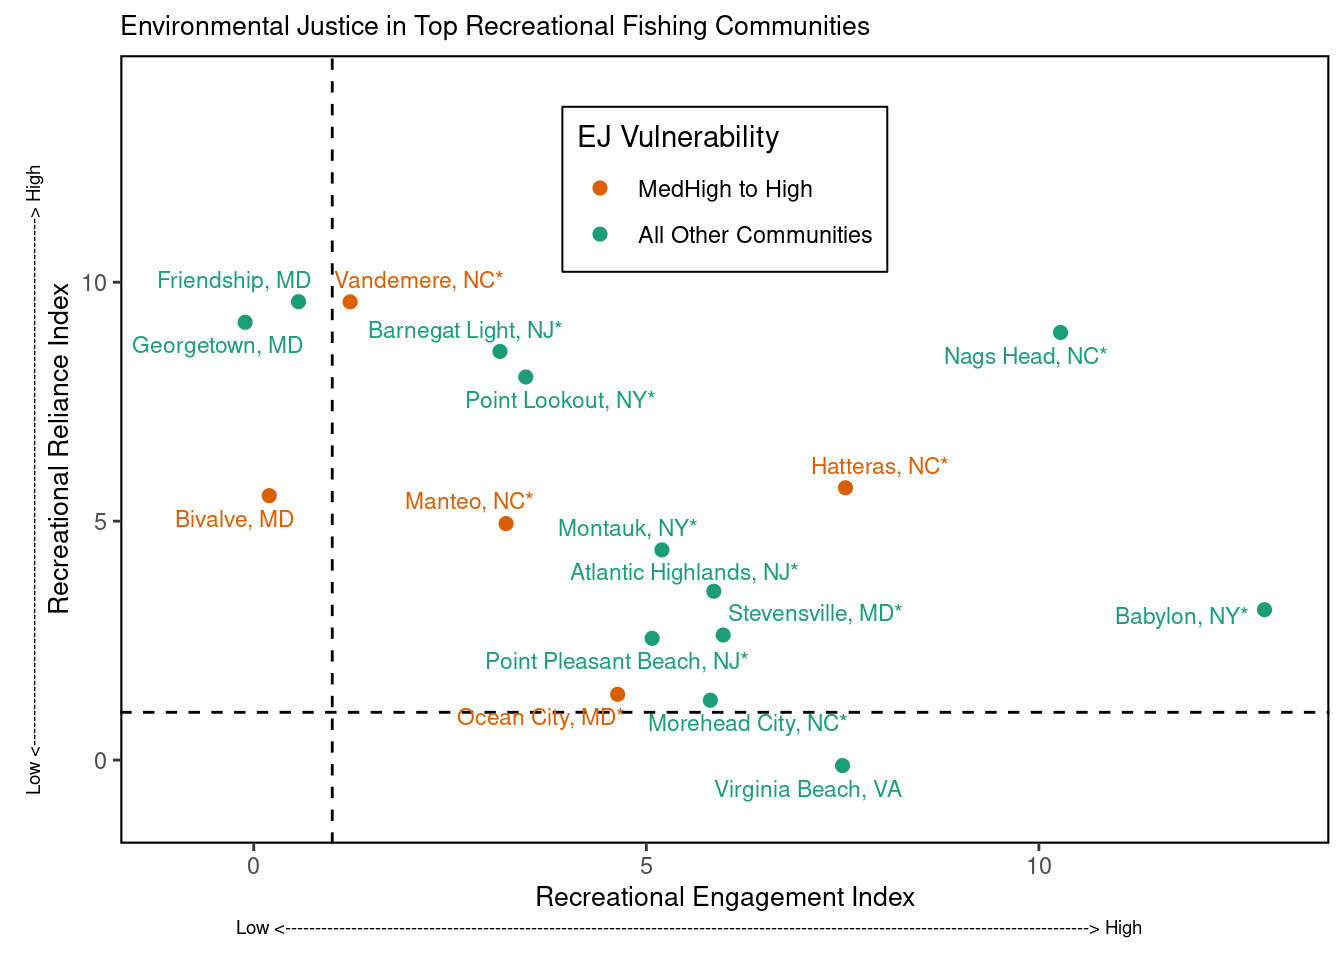 Environmental Justice in Top Recreational Fishing Communities
EJ Vulnerability
MedHigh to High
All Other Communities
Low <---------------------------------------------------------------------------------------------------------> High
Recreational Reliance Index
10
5
0
Friendship, MD
Vandemere, NC*
Georgetown, MD
Barnegat Light, NJ*
Nags Head, NC*
Point Lookout, NY*
Hatteras, NC*
Bivalve, MD
Manteo, NC*
Montauk, NY*
Atlantic Highlands, NJ*
Stevensville, MD*
Babylon, NY*
Point Pleasant Beach, NJ*
Ocean City, MD*
Morehead City, NC*
Virginia Beach, VA
0
5
10
Recreational Engagement Index
Low <---------------------------------------------------------------------------------------------------------------------------------------> High